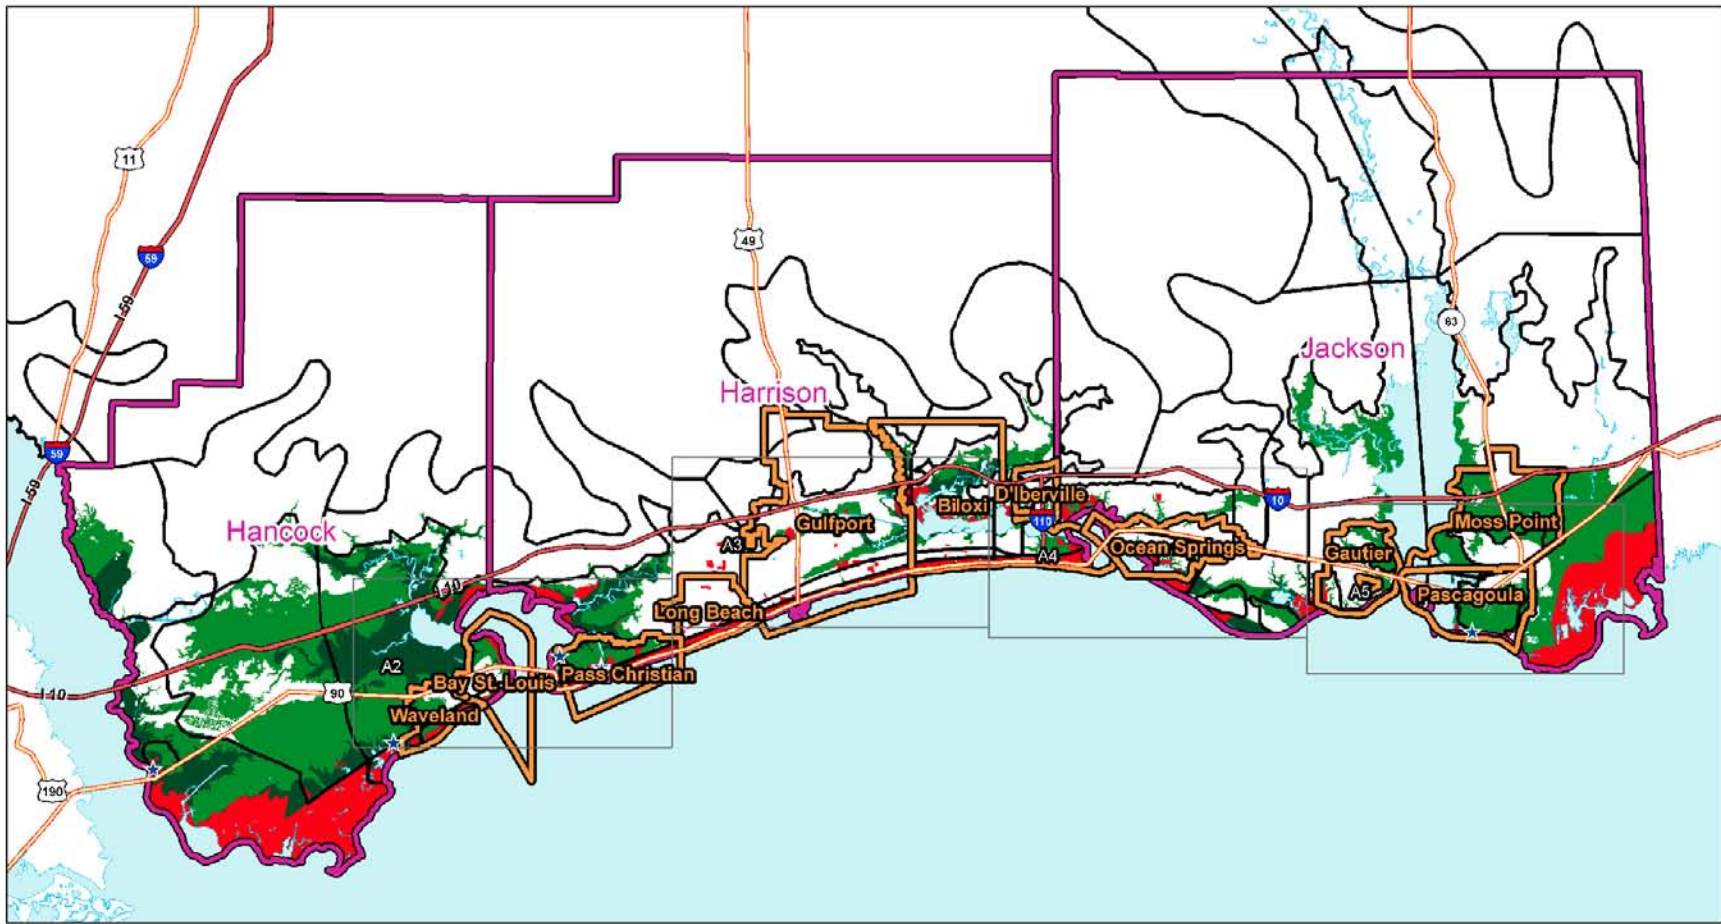 11
59
I-59
49
63
Jackson
Harrison
59
I-59
Hancock
10
D'Iberville
Biloxi
110
Gulfport
Moss Point
A3
Ocean Springs
Gautier
A4
I-10
A5
Pascagoula
Long Beach
A2
Pass Christian
Bay St. Louis
I-10
90
Waveland
190